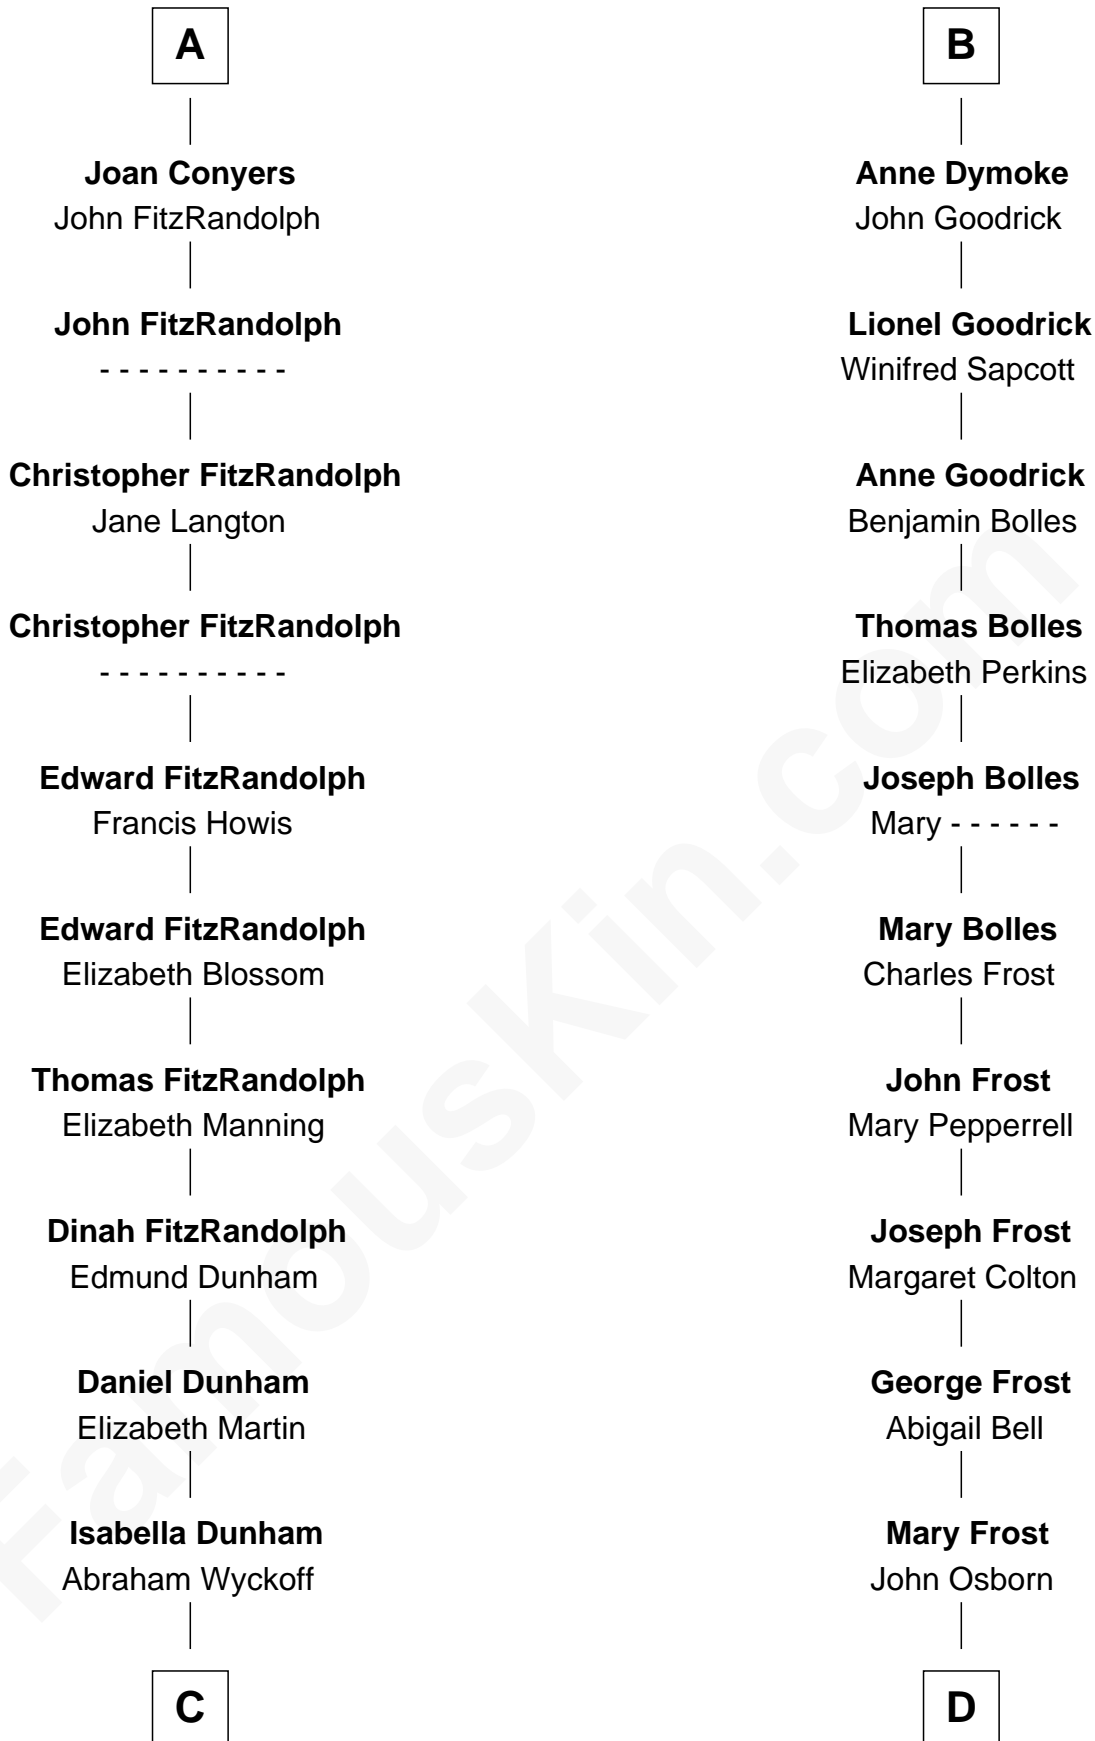 A
Joan Conyers
John FitzRandolph
John FitzRandolph
- - - - - - - - - -
Christopher FitzRandolph
Jane Langton
Christopher FitzRandolph
- - - - - - - - - -
Edward FitzRandolph
Francis Howis
Edward FitzRandolph
Elizabeth Blossom
Thomas FitzRandolph
Elizabeth Manning
Dinah FitzRandolph
Edmund Dunham
Daniel Dunham
Elizabeth Martin
Isabella Dunham
Abraham Wyckoff
C
B
Anne Dymoke
John Goodrick
Lionel Goodrick
Winifred Sapcott
Anne Goodrick
Benjamin Bolles
Thomas Bolles
Elizabeth Perkins
Joseph Bolles
Mary - - - - - -
Mary Bolles
Charles Frost
John Frost
Mary Pepperrell
Joseph Frost
Margaret Colton
George Frost
Abigail Bell
Mary Frost
John Osborn
D
FamousKin.com